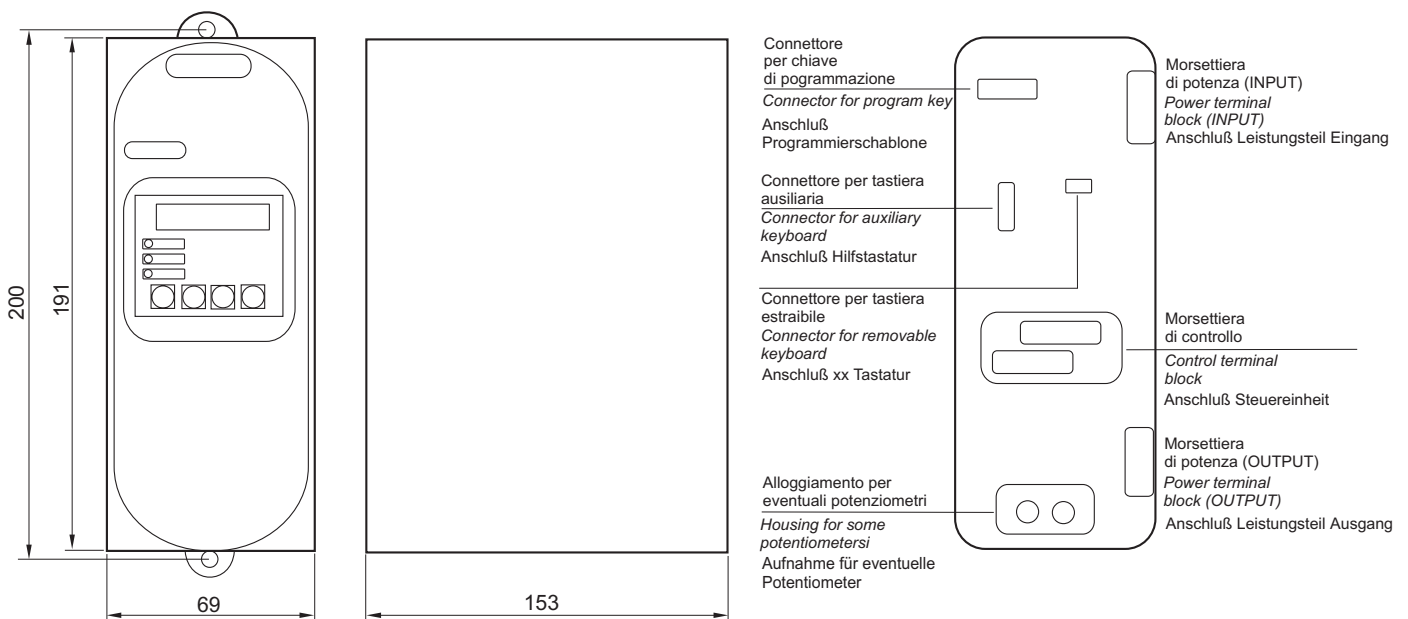 200
191
69
153
Connettore
per chiave
di pogrammazione
Connector for program key
Anschluß
Programmierschablone
Connettore per tastiera
ausiliaria
Connector for auxiliary
keyboard
Anschluß Hilfstastatur
Connettore per tastiera
estraibile
Connector for removable
keyboard
Anschluß xx Tastatur
Alloggiamento per
eventuali potenziometri
Housing for some
potentiometersi
Aufnahme für eventuelle
Potentiometer
Morsettiera
di potenza (INPUT)
Power terminal
block (INPUT)
Anschluß Leistungsteil Eingang
Morsettiera
di controllo
Control terminal
block
Anschluß Steuereinheit
Morsettiera
di potenza (OUTPUT)
Power terminal
block (OUTPUT)
Anschluß Leistungsteil Ausgang